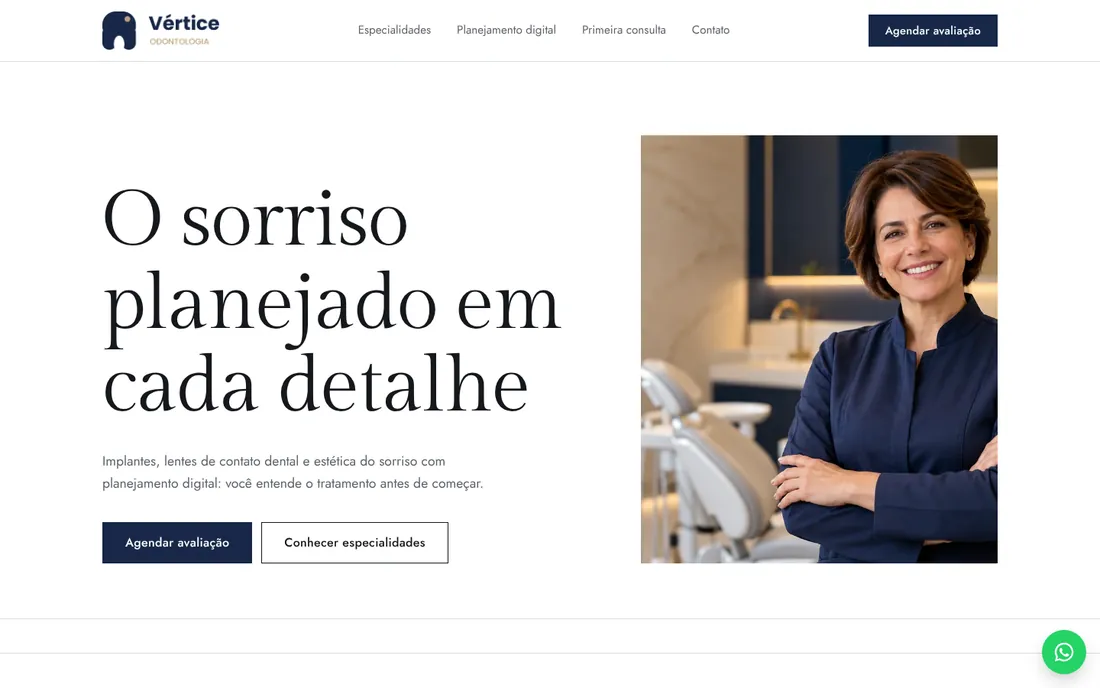 Vértice
ODONTOLOGIA
Especialidades
Planejamento digital
Primeira consulta
Contato
Agendar avaliação
O sorriso
planejado em
cada detalhe
Implantes, lentes de contato dental e estética do sorriso com
planejamento digital: você entende o tratamento antes de começar.
Agendar avaliação
Conhecer especialidades